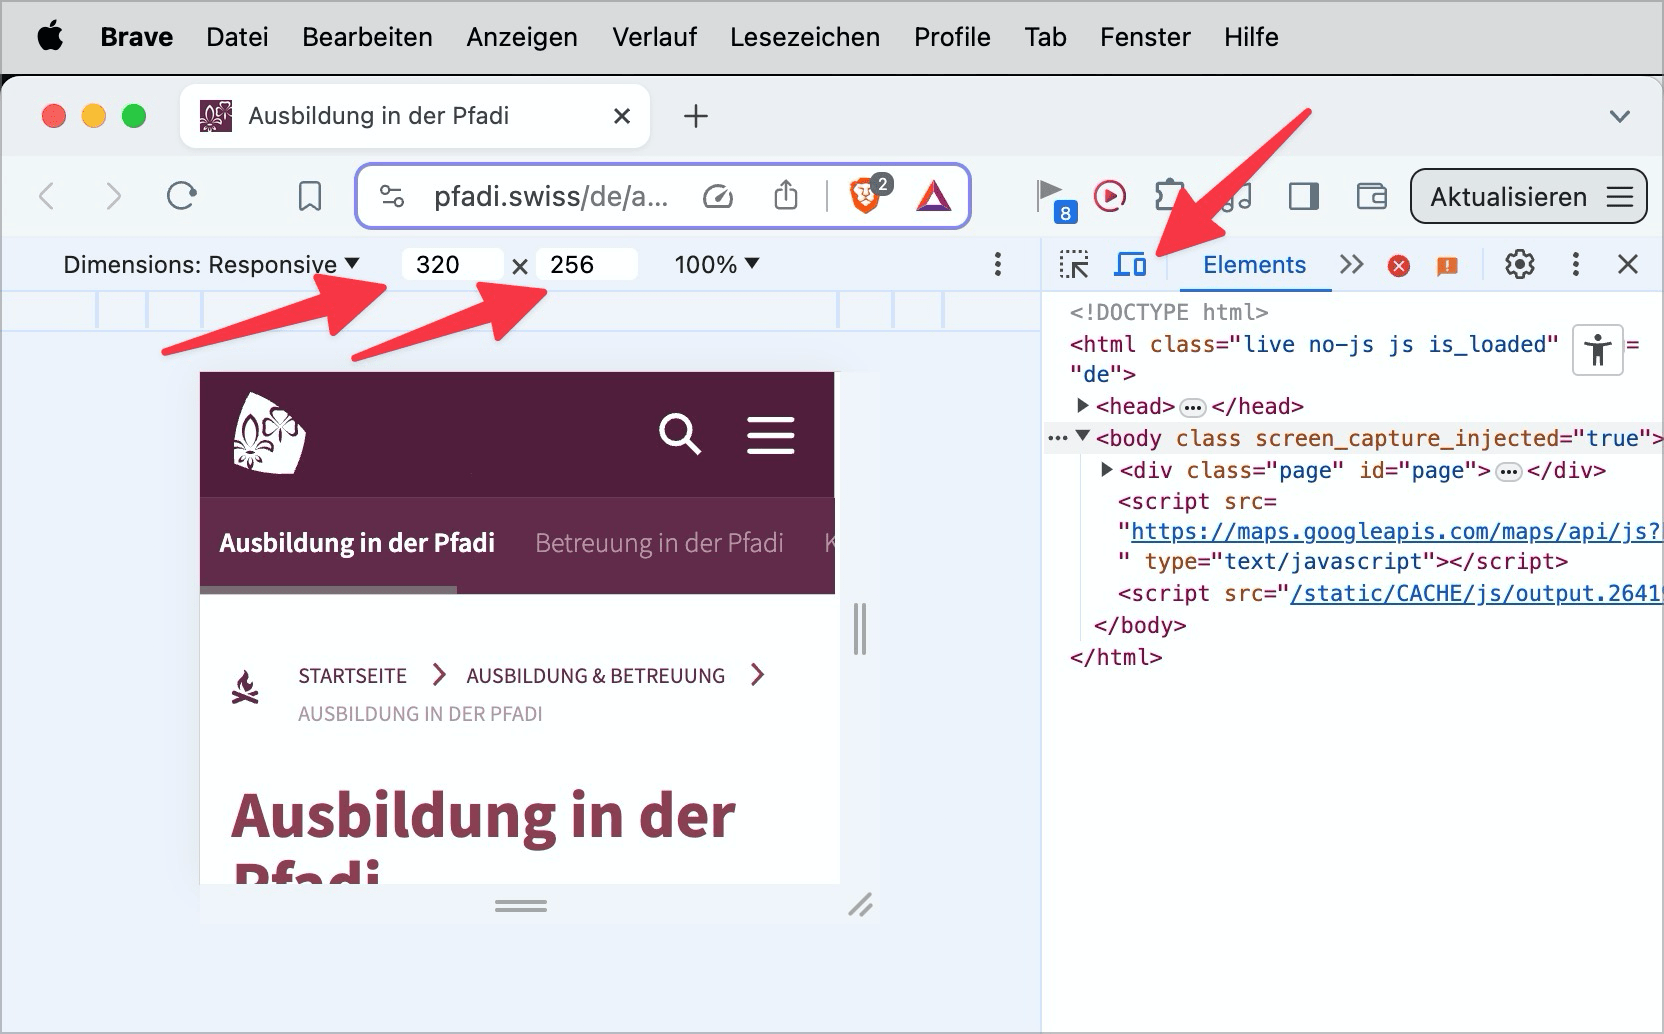 Brave Datei Bearbeiten Anzeigen Verlauf Lesezeichen Profile Tab Fenster Hilfe
Ausbildung in der Pfadi
pfadi.swiss/de/a... 2 8 Aktualisieren
Dimensions: Responsive 320 × 256 100% Elements
<!DOCTYPE html>
<html class="live no-js js is_loaded" =
"de">
<head> ••• </head>
••• <body class screen_capture_injected="true">
<div class="page" id="page"> ••• </div>
<script src=
"https://maps.googleapis.com/maps/api/js?
" type="text/javascript"></script>
<script src="/static/CACHE/js/output.2641
</body>
</html>
Ausbildung in der Pfadi Betreuung in der Pfadi K
STARTSEITE > AUSBILDUNG & BETREUUNG >
AUSBILDUNG IN DER PFADI
Ausbildung in der
Pfadi